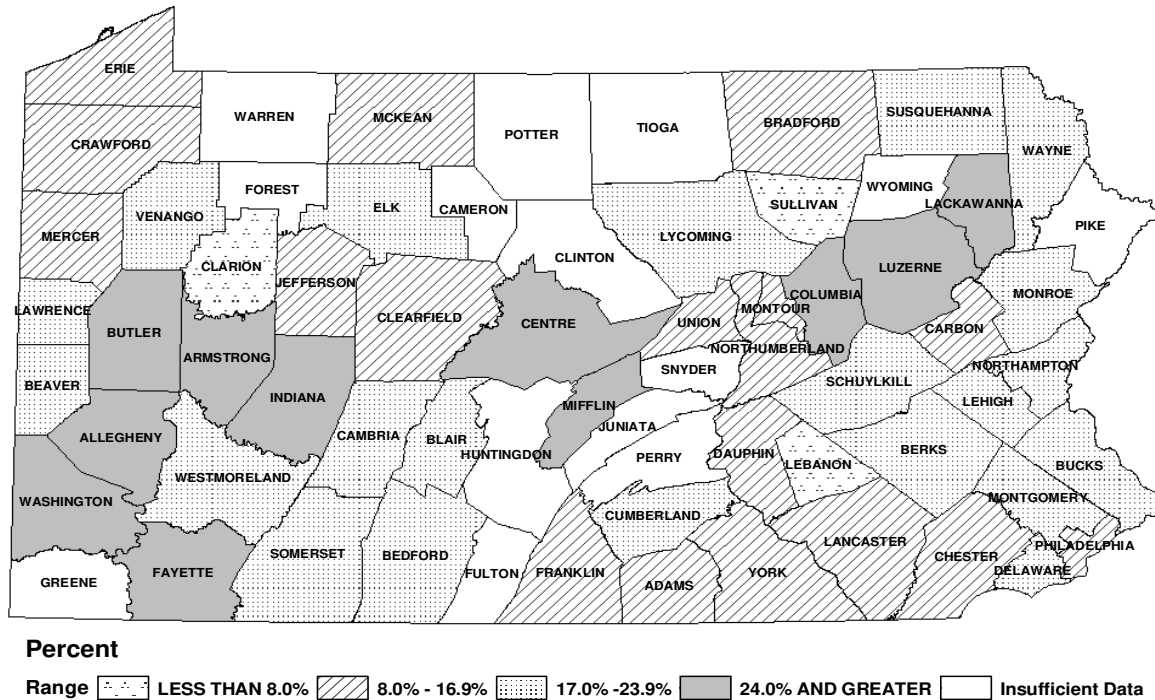 ERIE
WARREN
MCKEAN
POTTER
TIOGA
BRADFORD
SUSQUEHANNA
WAYNE
CRAWFORD
FOREST
ELK
CAMERON
SULLIVAN
WYOMING
LACKAWANNA
PIKE
MERCER
VENANGO
CLARION
JEFFERSON
CLINTON
LYCOMING
LUZERNE
COLUMBIA
MONROE
LAWRENCE
BUTLER
ARMSTRONG
CLEARFIELD
CENTRE
UNION
MONTOUR
NORTHUMBERLAND
CARBON
NORTHAMPTON
BEAVER
INDIANA
SNYDER
MIFFLIN
JUNIATA
SCHUYLKILL
LEHIGH
ALLEGHENY
WESTMORELAND
CAMBRIA
BLAIR
HUNTINGDON
PERRY
DAUPHIN
LEBANON
BERKS
BUCKS
WASHINGTON
MONTGOMERY
CUMBERLAND
LANCASTER
CHESTER
PHILADELPHIA
DELAWARE
GREENE
FAYETTE
SOMERSET
BEDFORD
FULTON
FRANKLIN
ADAMS
YORK
Percent
Range LESS THAN 8.0% 8.0% - 16.9% 17.0% -23.9% 24.0% AND GREATER Insufficient Data